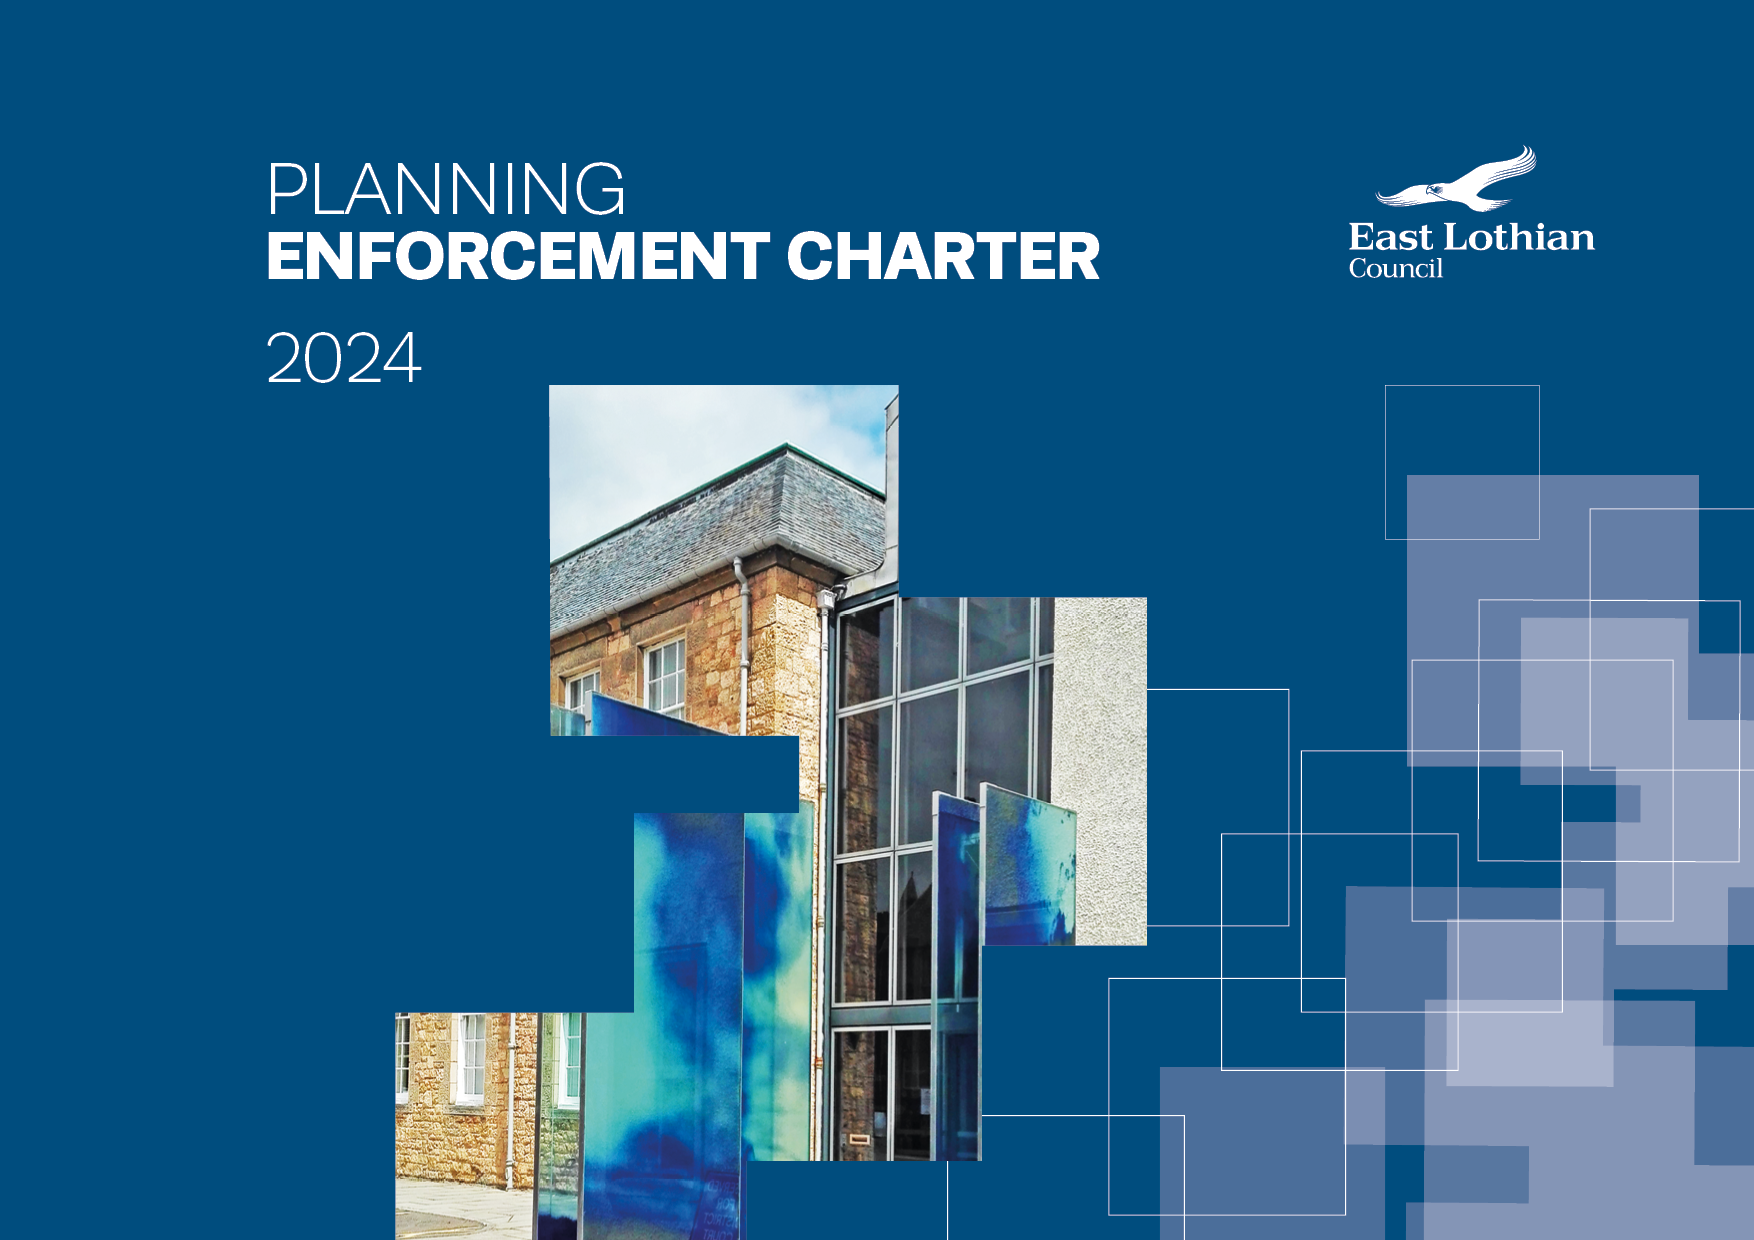 PLANNING
ENFORCEMENT CHARTER
2024
East Lothian
Council